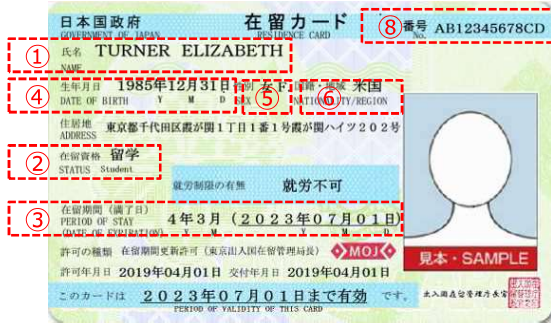 日本国政府 在留カード ⑧ 番号 AB12345678CD
GOVERNMENT OF JAPAN RESIDENCE CARD No.
① 氏名 TURNER ELIZABETH
NAME
④ 生年月日 1985年12月31日 ⑤ 性別 女 F. ⑥ 国籍・地域 米国
DATE OF BIRTH Y M D SEX NATIONALITY/REGION
住居地 東京都千代田区霞が関1丁目1番1号霞が関ハイツ202号
ADDRESS
② 在留資格 留学
STATUS Student
就労制限の有無 就労不可
③ 在留期間(満了日) 4年3月(2023年07月01日)
PERIOD OF STAY
(DATE OF EXPIRATION) Y M Y M D
許可の種類 在留期間更新許可(東京出入国在留管理局長) MOJ
見本・SAMPLE
許可年月日 2019年04月01日 交付年月日 2019年04月01日
このカードは 2023年07月01日まで有効 です。 出入国在留管理庁長官
PERIOD OF VALIDITY OF THIS CARD